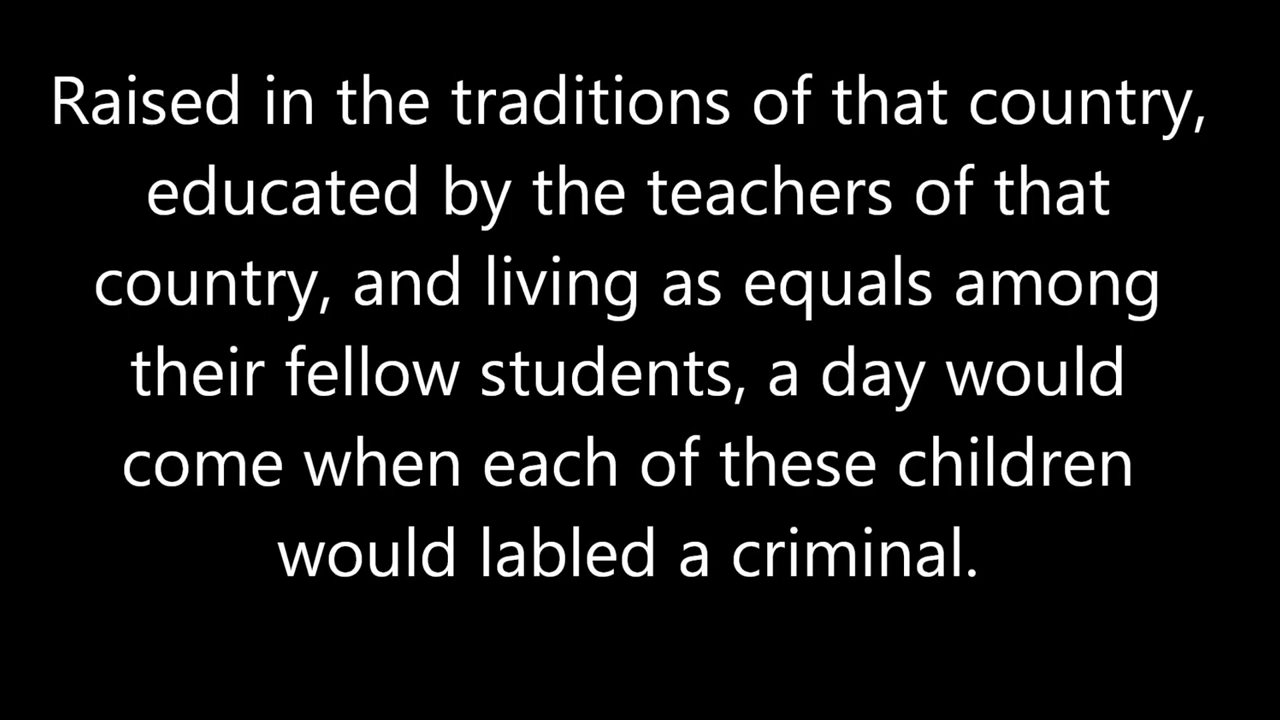 Raised in the traditions of that country,
educated by the teachers of that
country, and living as equals among
their fellow students, a day would
come when each of these children
would labled a criminal.